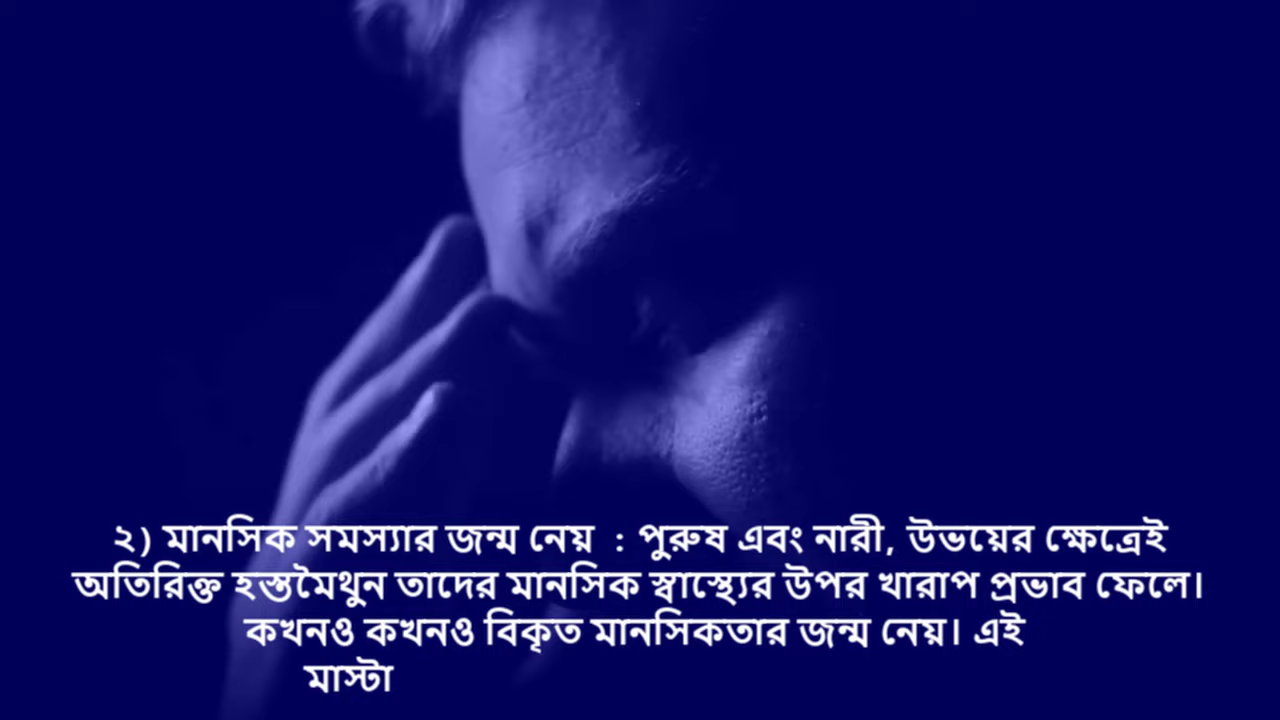 ২) মানসিক সমস্যার জন্ম নেয় : পুরুষ এবং নারী, উভয়ের ক্ষেত্রেই
অতিরিক্ত হস্তমৈথুন তাদের মানসিক স্বাস্থ্যের উপর খারাপ প্রভাব ফেলে।
কখনও কখনও বিকৃত মানসিকতার জন্ম নেয়। এই
মাস্টা